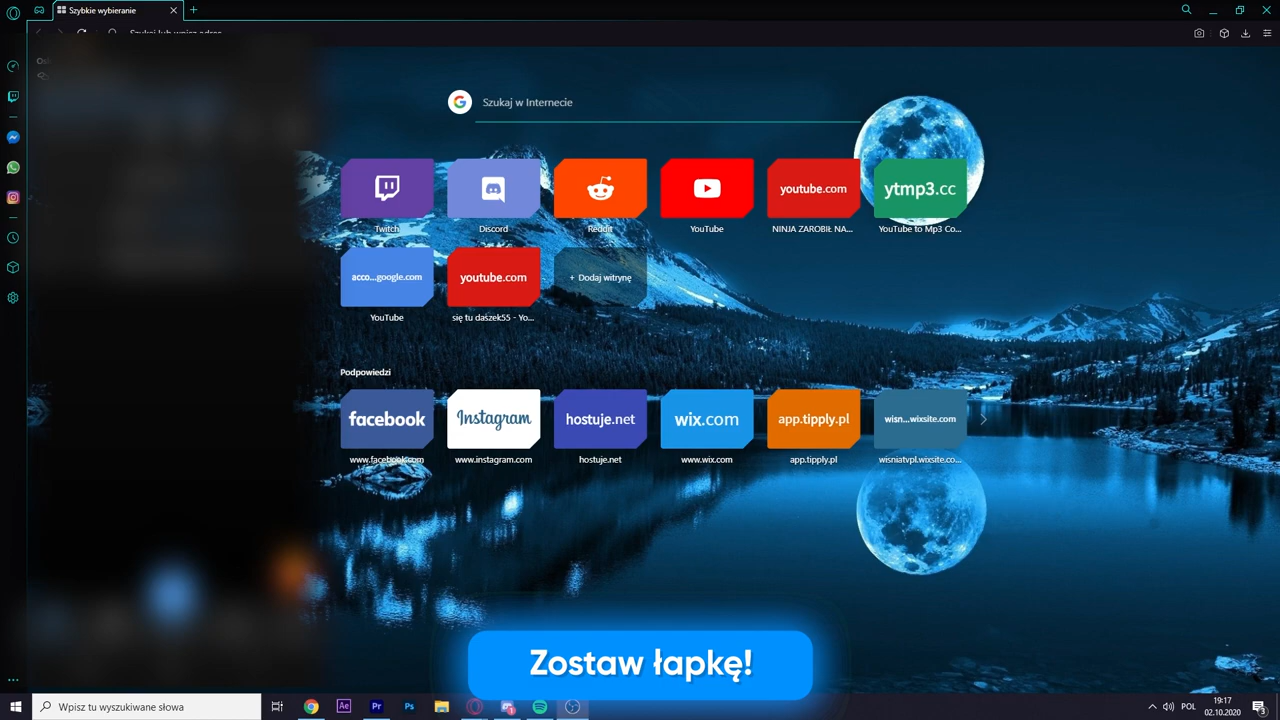 Szybkie wybieranie
Szukaj w Internecie
youtube.com
ytmp3.cc
Twitch
Discord
Reddit
YouTube
NINJA ZAROBIŁ NA...
YouTube to Mp3 Co...
acco...google.com
youtube.com
+ Dodaj witrynę
YouTube
się tu daszek55 - Yo...
Podpowiedzi
facebook
Instagram
hostuje.net
wix.com
app.tipply.pl
wisn...wixsite.com
www.facebook.com
www.instagram.com
hostuje.net
www.wix.com
app.tipply.pl
wisniatvpl.wixsite.co...
Zostaw łapkę!
Wpisz tu wyszukiwane słowa
Ae
Pr
Ps
POL
19:17
02.10.2020